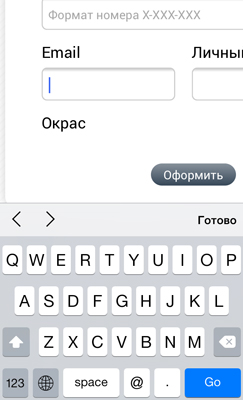 Формат номера X-XXX-XXX
Email Личны
Окрас
Оформить
Готово
Q W E R T Y U I O P
A S D F G H J K L
Z X C V B N M
123 space @ . Go